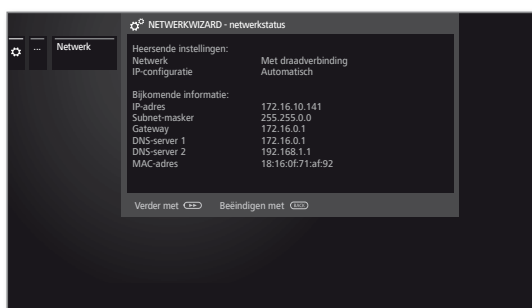 NETWERKWIZARD - netwerkstatus
... Netwerk
Heersende instellingen:
Netwerk Met draadverbinding
IP-configuratie Automatisch
Bijkomende informatie:
IP-adres 172.16.10.141
Subnet-masker 255.255.0.0
Gateway 172.16.0.1
DNS-server 1 172.16.0.1
DNS-server 2 192.168.1.1
MAC-adres 18:16:0f:71:af:92
Verder met Beëindigen met BACK